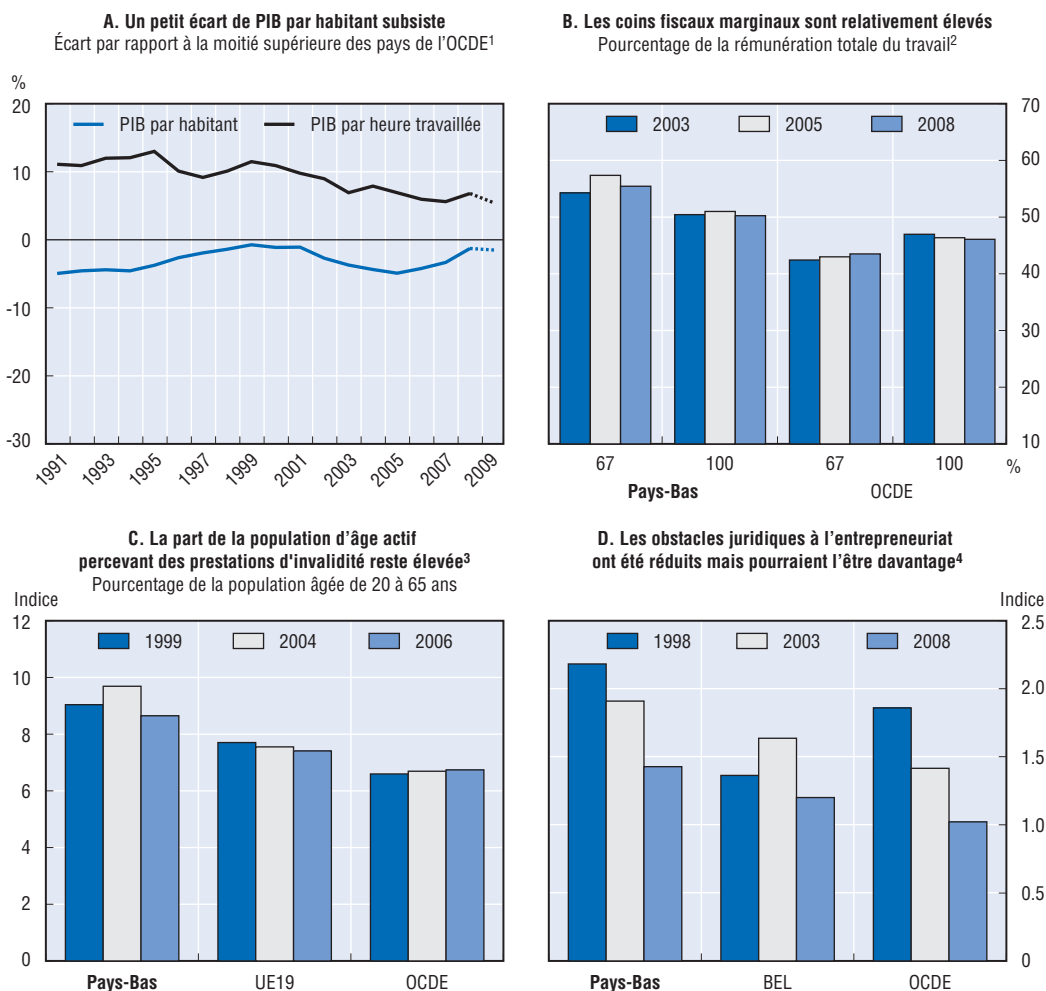 A. Un petit écart de PIB par habitant subsiste
Écart par rapport à la moitié supérieure des pays de l'OCDE1
%
20
10
0
-10
-20
-30
PIB par habitant
PIB par heure travaillée
1991
1993
1995
1997
1999
2001
2003
2005
2007
2009
B. Les coins fiscaux marginaux sont relativement élevés
Pourcentage de la rémunération totale du travail2
2003
2005
2008
70
60
50
40
30
20
10
67
100
67
100
%
Pays-Bas
OCDE
C. La part de la population d'âge actif
percevant des prestations d'invalidité reste élevée3
Pourcentage de la population âgée de 20 à 65 ans
Indice
12
10
8
6
4
2
0
1999
2004
2006
Pays-Bas
UE19
OCDE
D. Les obstacles juridiques à l'entrepreneuriat
ont été réduits mais pourraient l'être davantage4
Indice
1998
2003
2008
2.5
2.0
1.5
1.0
0.5
0
Pays-Bas
BEL
OCDE